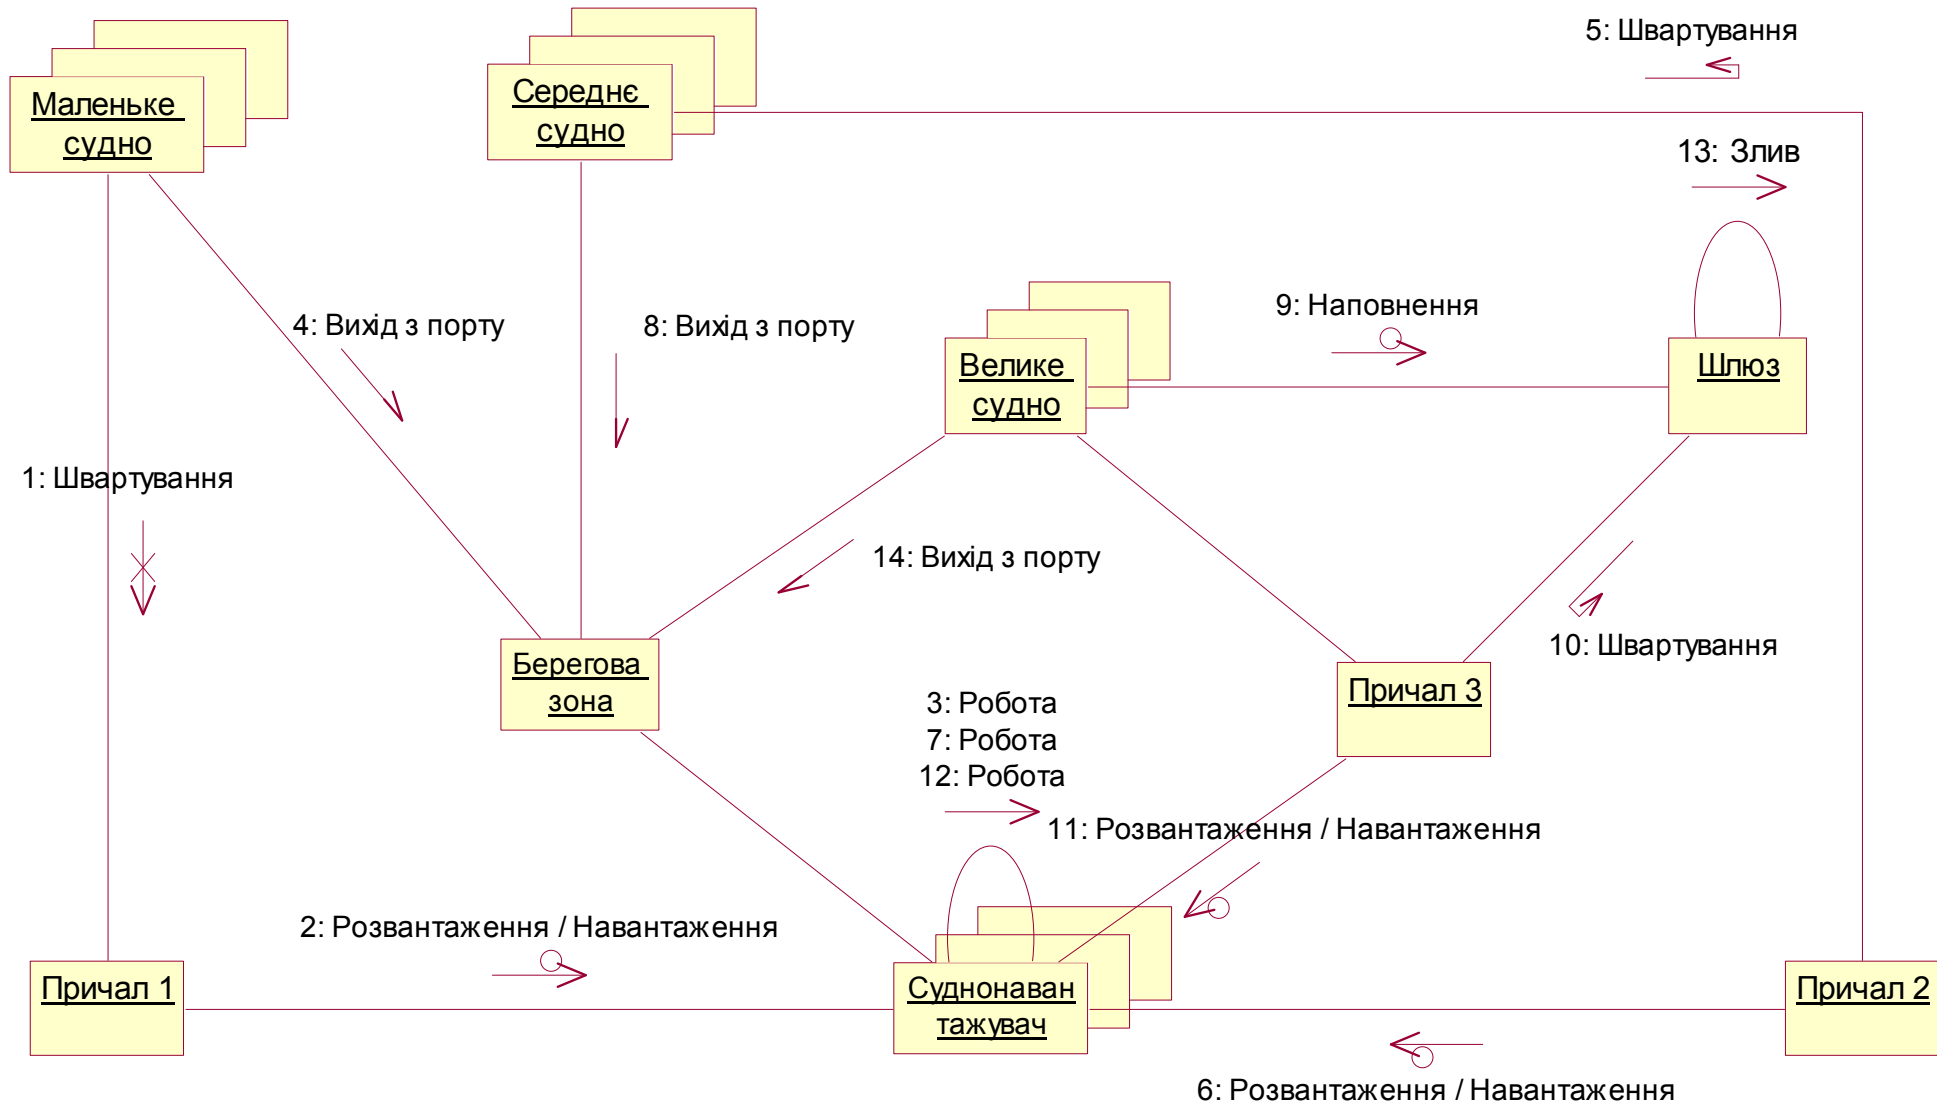 5: Швартування
Маленьке
судно
Середнє
судно
13: Злив
4: Вихід з порту
8: Вихід з порту
9: Наповнення
Велике
судно
Шлюз
1: Швартування
14: Вихід з порту
10: Швартування
Берегова
зона
Причал 3
3: Робота
7: Робота
12: Робота
11: Розвантаження / Навантаження
2: Розвантаження / Навантаження
Причал 1
Суднонаван
тажувач
Причал 2
6: Розвантаження / Навантаження